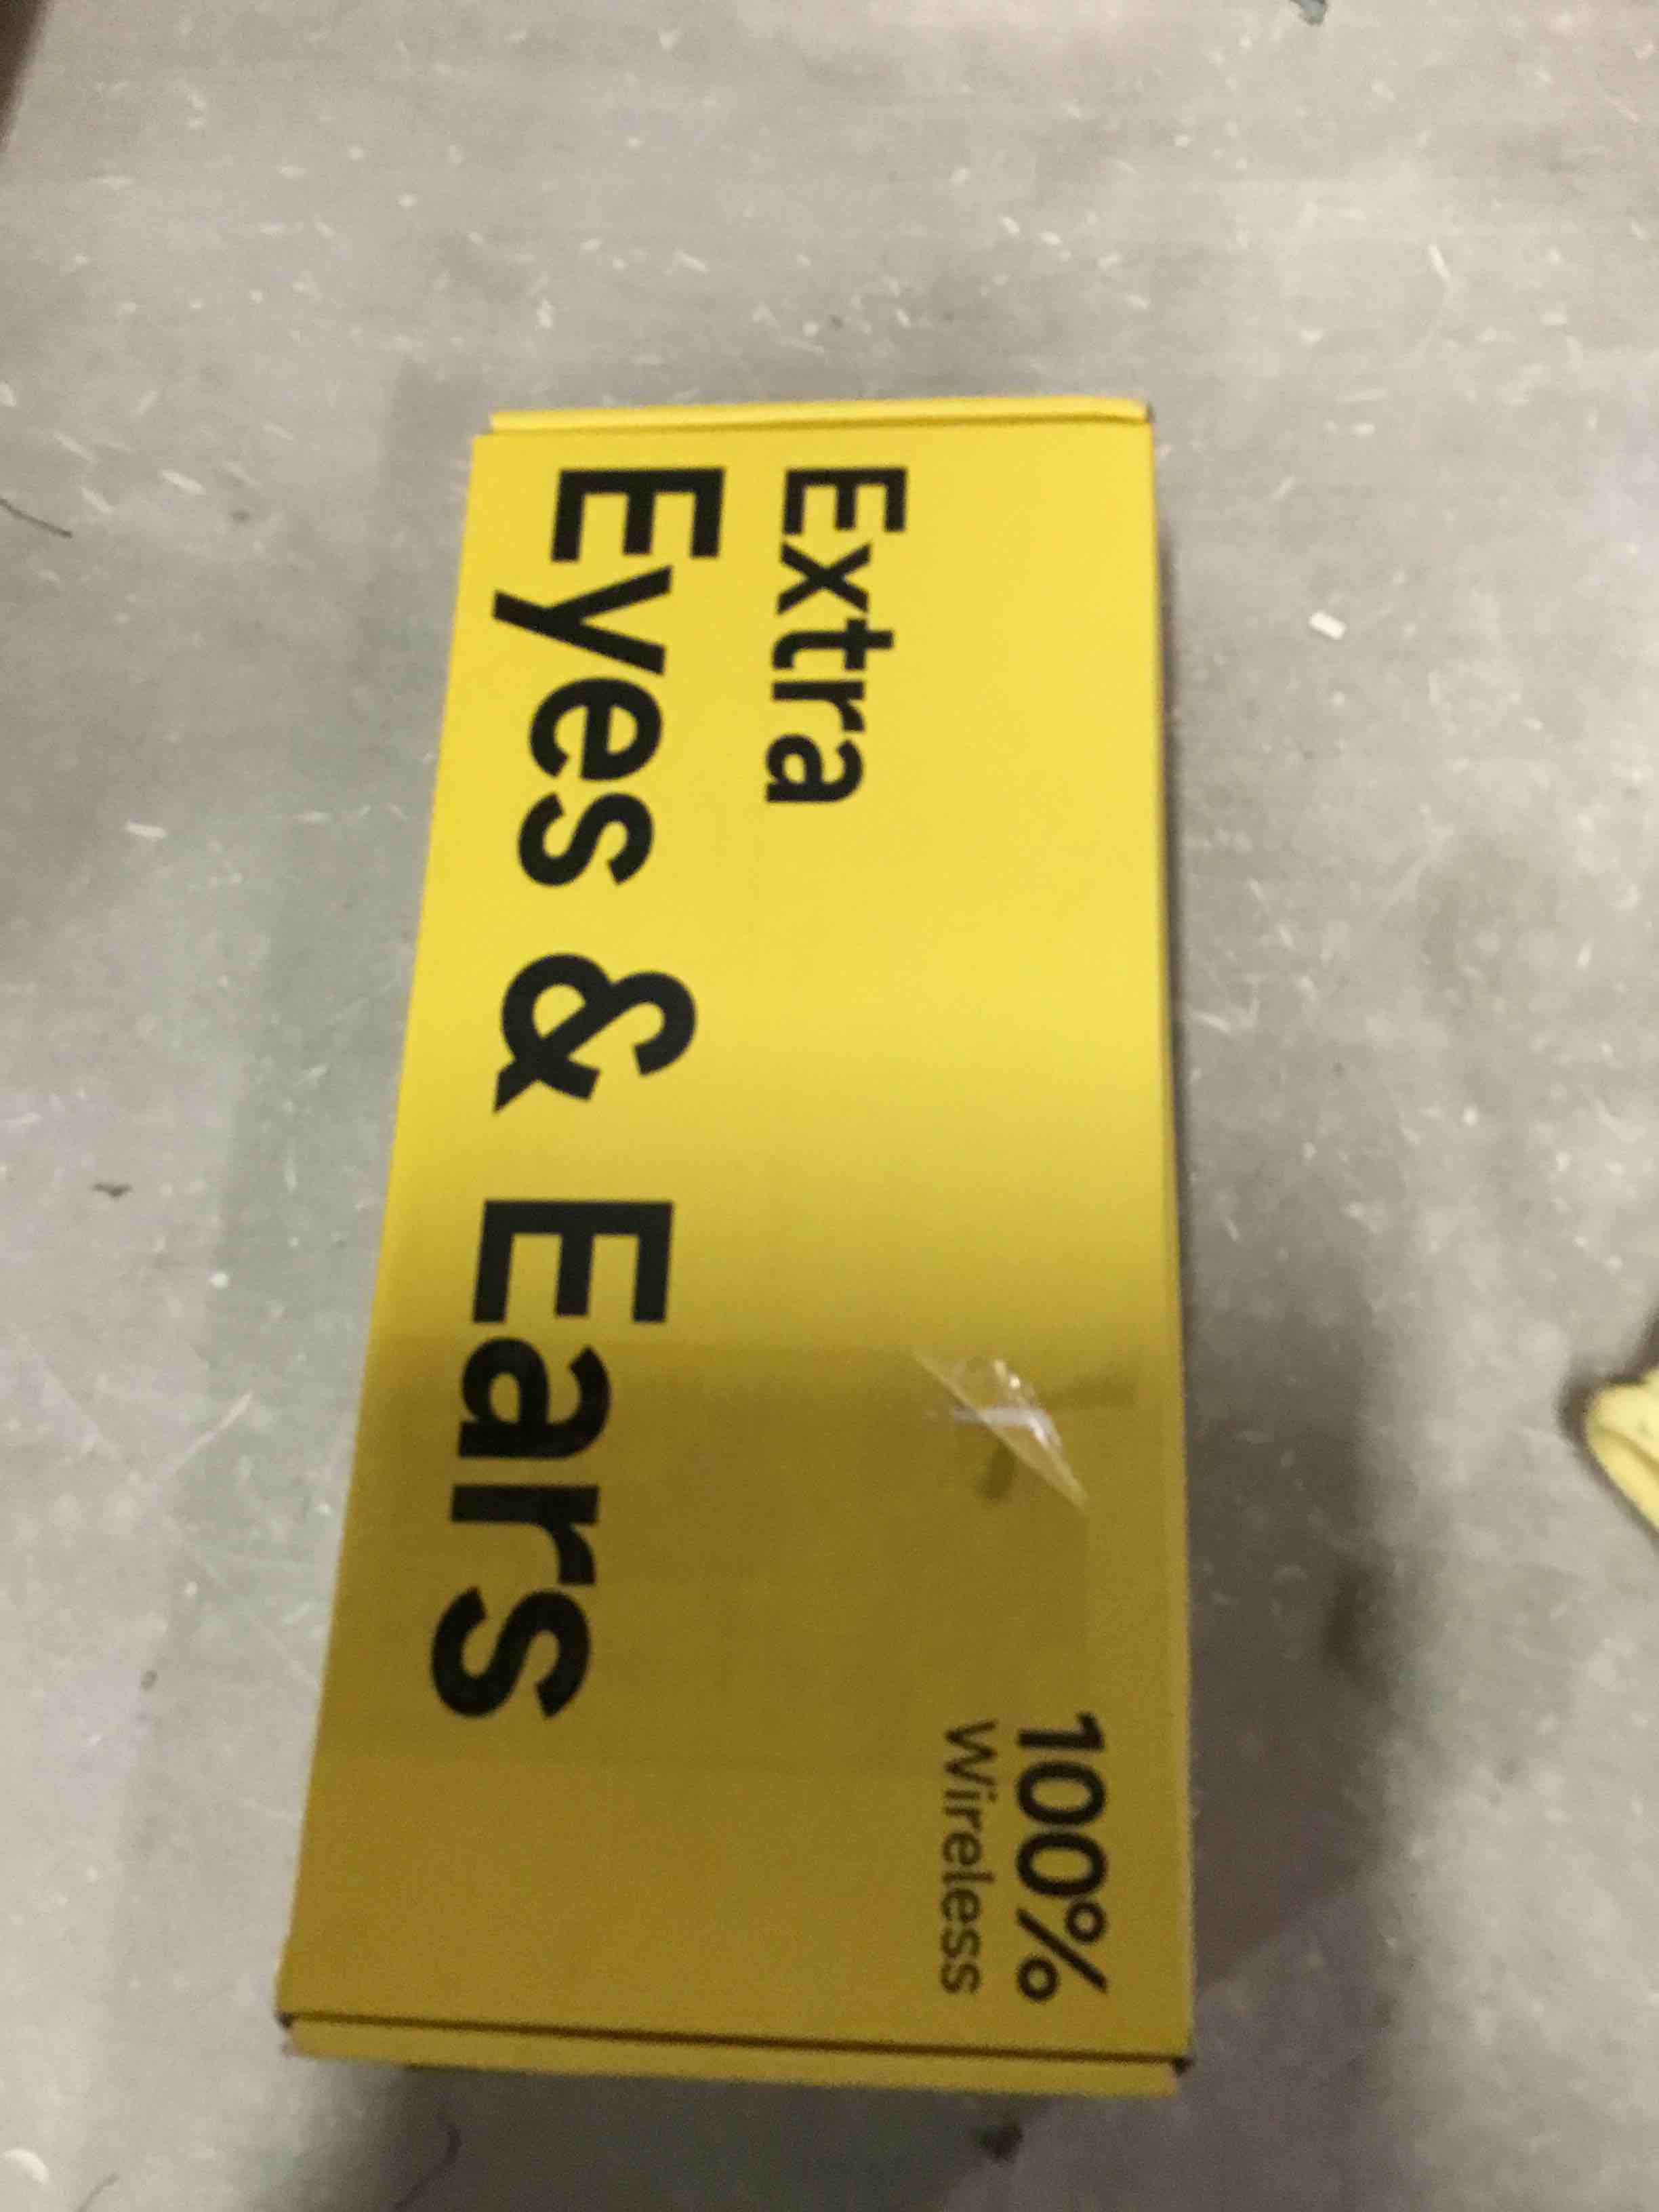 Extra
Eyes & Ears
100%
Wireless